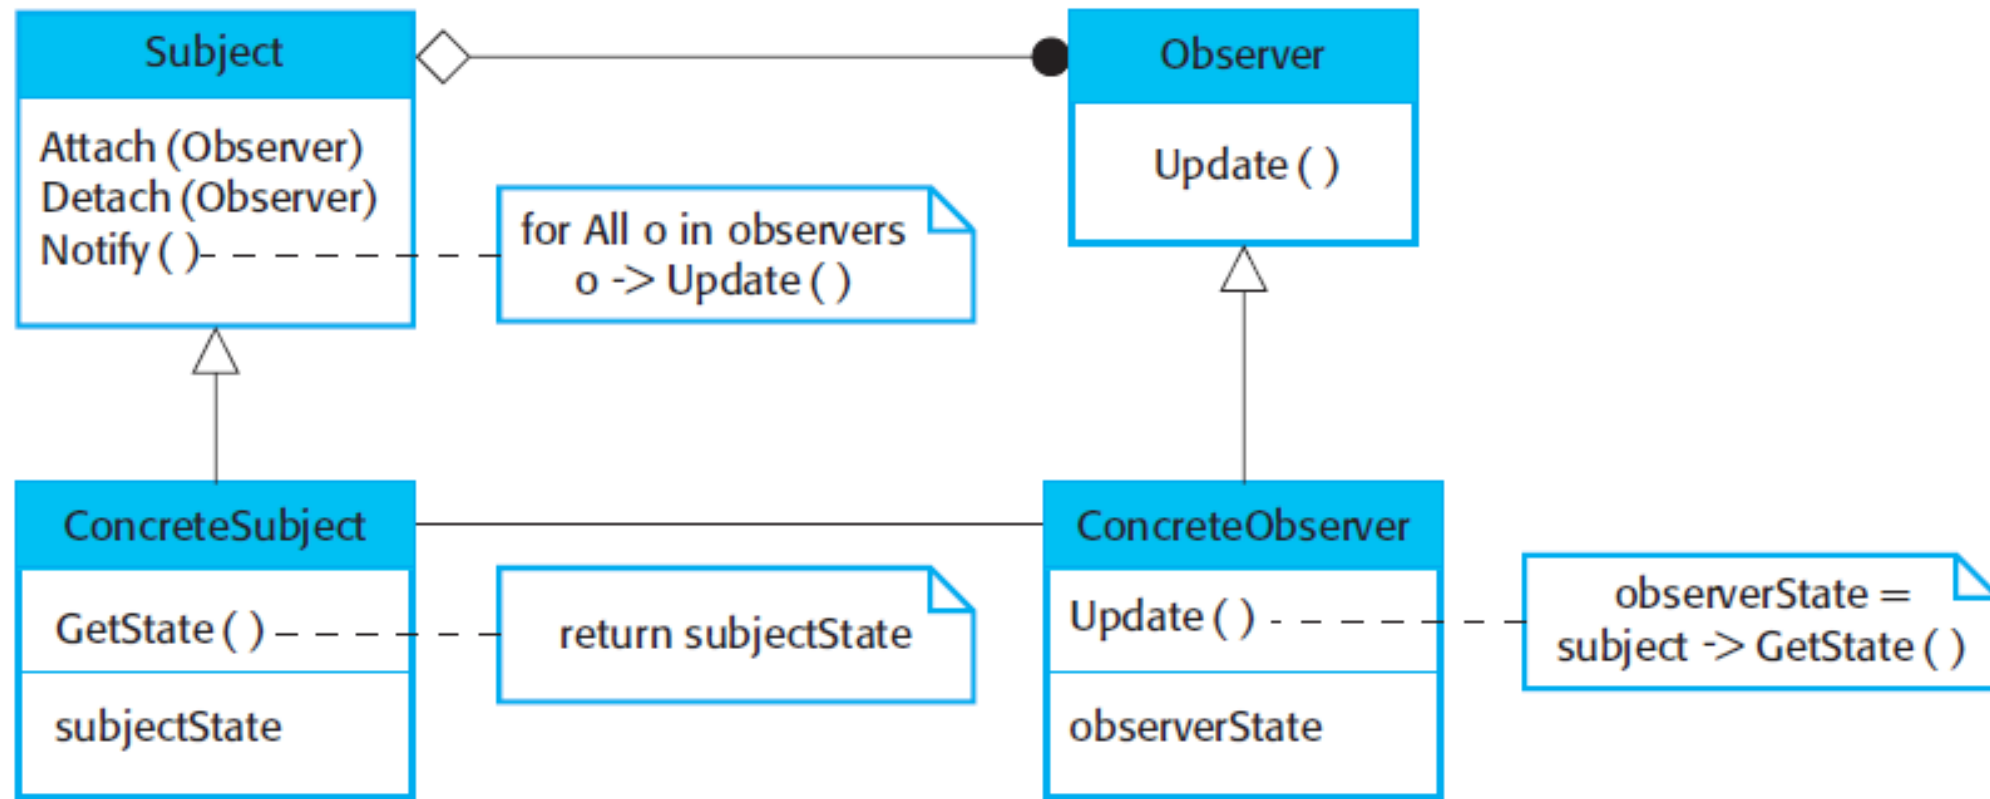 Subject
Attach (Observer)
Detach (Observer)
Notify ( )
for All o in observers
o -> Update ( )
Observer
Update ( )
ConcreteSubject
GetState ( )
subjectState
return subjectState
ConcreteObserver
Update ( )
observerState
observerState =
subject -> GetState ( )